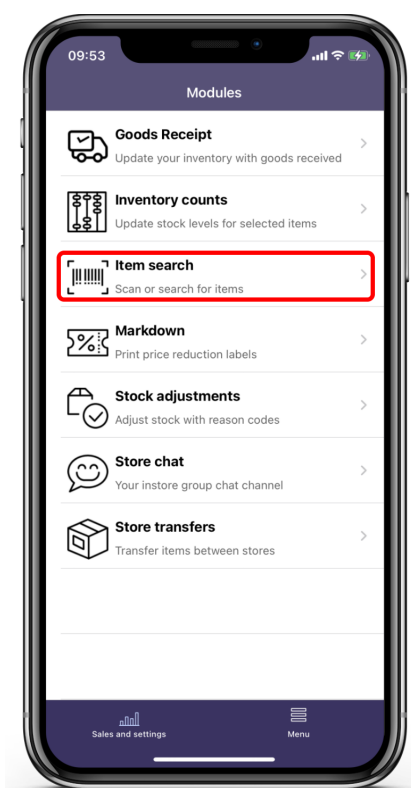 09:53
Modules
Goods Receipt
Update your inventory with goods received
Inventory counts
Update stock levels for selected items
Item search
Scan or search for items
Markdown
Print price reduction labels
Stock adjustments
Adjust stock with reason codes
Store chat
Your instore group chat channel
Store transfers
Transfer items between stores
Sales and settings
Menu